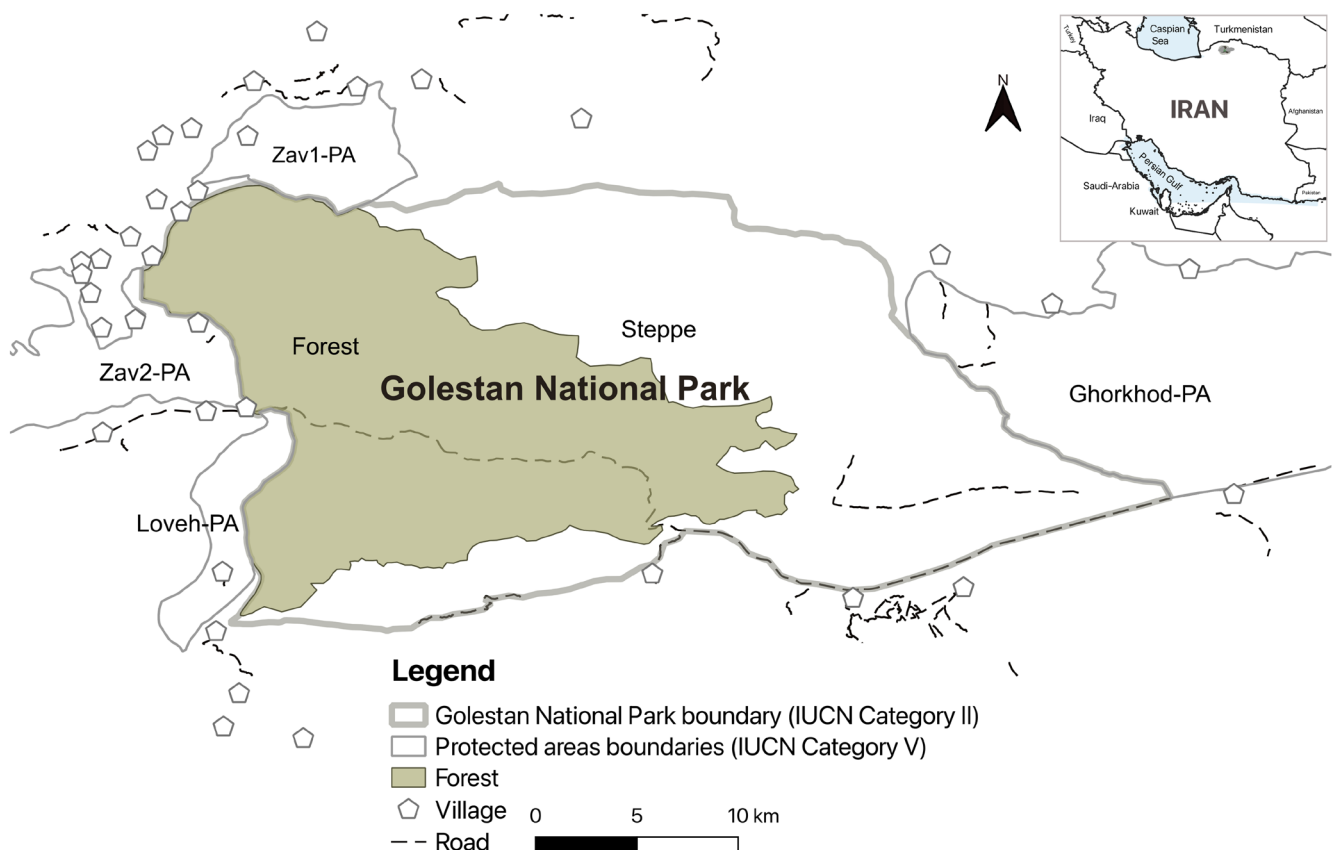 N
Caspian
Sea
Turkmenistan
Turkey
IRAN
Afghanistan
Iraq
Persian Gulf
Saudi-Arabia
Kuwait
Pakistan
Zav1-PA
Steppe
Forest
Zav2-PA
Golestan National Park
Ghorkhod-PA
Loveh-PA
Legend
Golestan National Park boundary (IUCN Category II)
Protected areas boundaries (IUCN Category V)
Forest
Village
Road
0 5 10 km